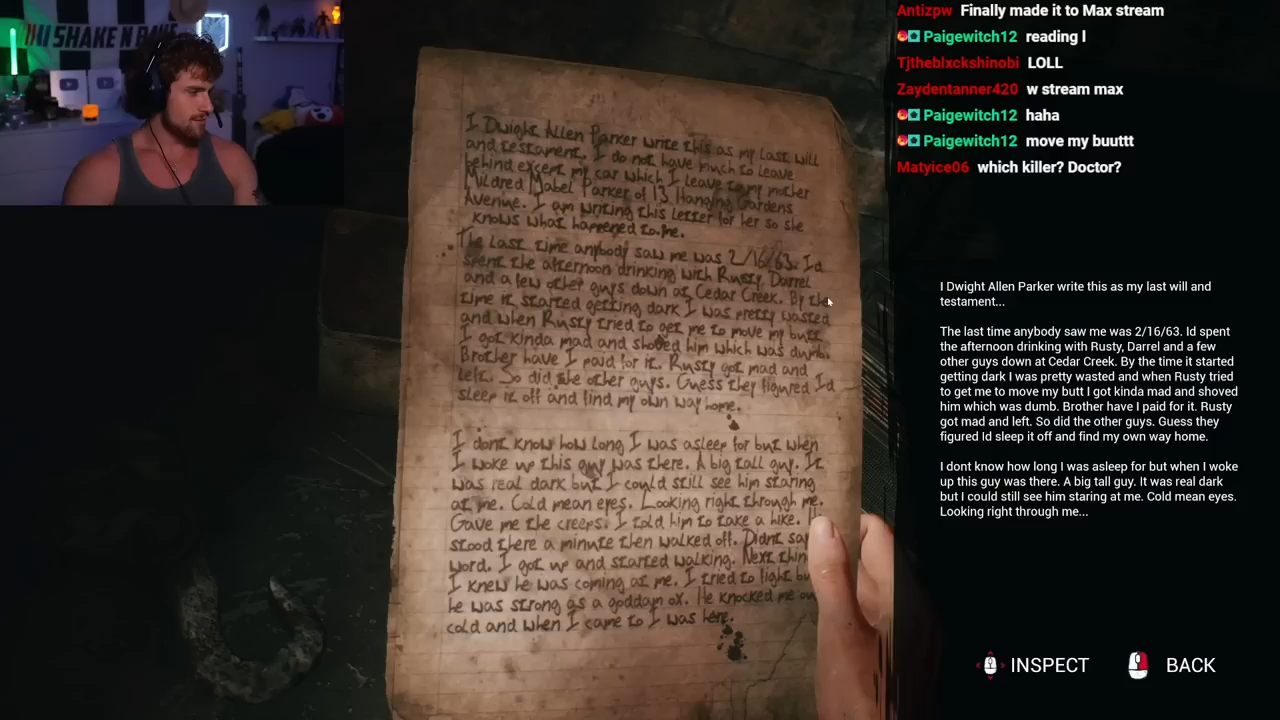 SHAKE N BAKE
Antizpw Finally made it to Max stream
Paigewitch12 reading l
Tjtheblxckshinobi LOLL
Zaydentanner420 w stream max
Paigewitch12 haha
Paigewitch12 move my buuttt
Matyice06 which killer? Doctor?
I Dwight Allen Parker write this as my last will
and testament. I do not have much to leave
behind except my car which I leave to my mother
Mildred Mabel Parker of 13 Hanging Gardens
Avenue. I am writing this letter for her so she
knows what happened to me.
The last time anybody saw me was 2/16/63. Id
spent the afternoon drinking with Rusty, Darrel
and a few other guys down at Cedar Creek. By the
time it started getting dark I was pretty wasted
and when Rusty tried to get me to move my butt
I got kinda mad and shoved him which was dumb.
Brother have I paid for it. Rusty got mad and
left. So did the other guys. Guess they figured Id
sleep it off and find my own way home.
I dont know how long I was asleep for but when
I woke up this guy was there. A big tall guy. It
was real dark but I could still see him staring
at me. Cold mean eyes. Looking right through me.
Gave me the creeps. I told him to take a hike. H
stood there a minute then walked off. Didnt sa
word. I got up and started walking. Next thin
I knew he was coming at me. I tried to fight bu
he was strong as a goddam ox. He knocked me ou
cold and when I came to I was here.
I Dwight Allen Parker write this as my last will and
testament...
The last time anybody saw me was 2/16/63. Id spent
the afternoon drinking with Rusty, Darrel and a few
other guys down at Cedar Creek. By the time it started
getting dark I was pretty wasted and when Rusty tried
to get me to move my butt I got kinda mad and shoved
him which was dumb. Brother have I paid for it. Rusty
got mad and left. So did the other guys. Guess they
figured Id sleep it off and find my own way home.
I dont know how long I was asleep for but when I woke
up this guy was there. A big tall guy. It was real dark
but I could still see him staring at me. Cold mean eyes.
Looking right through me...
INSPECT
BACK